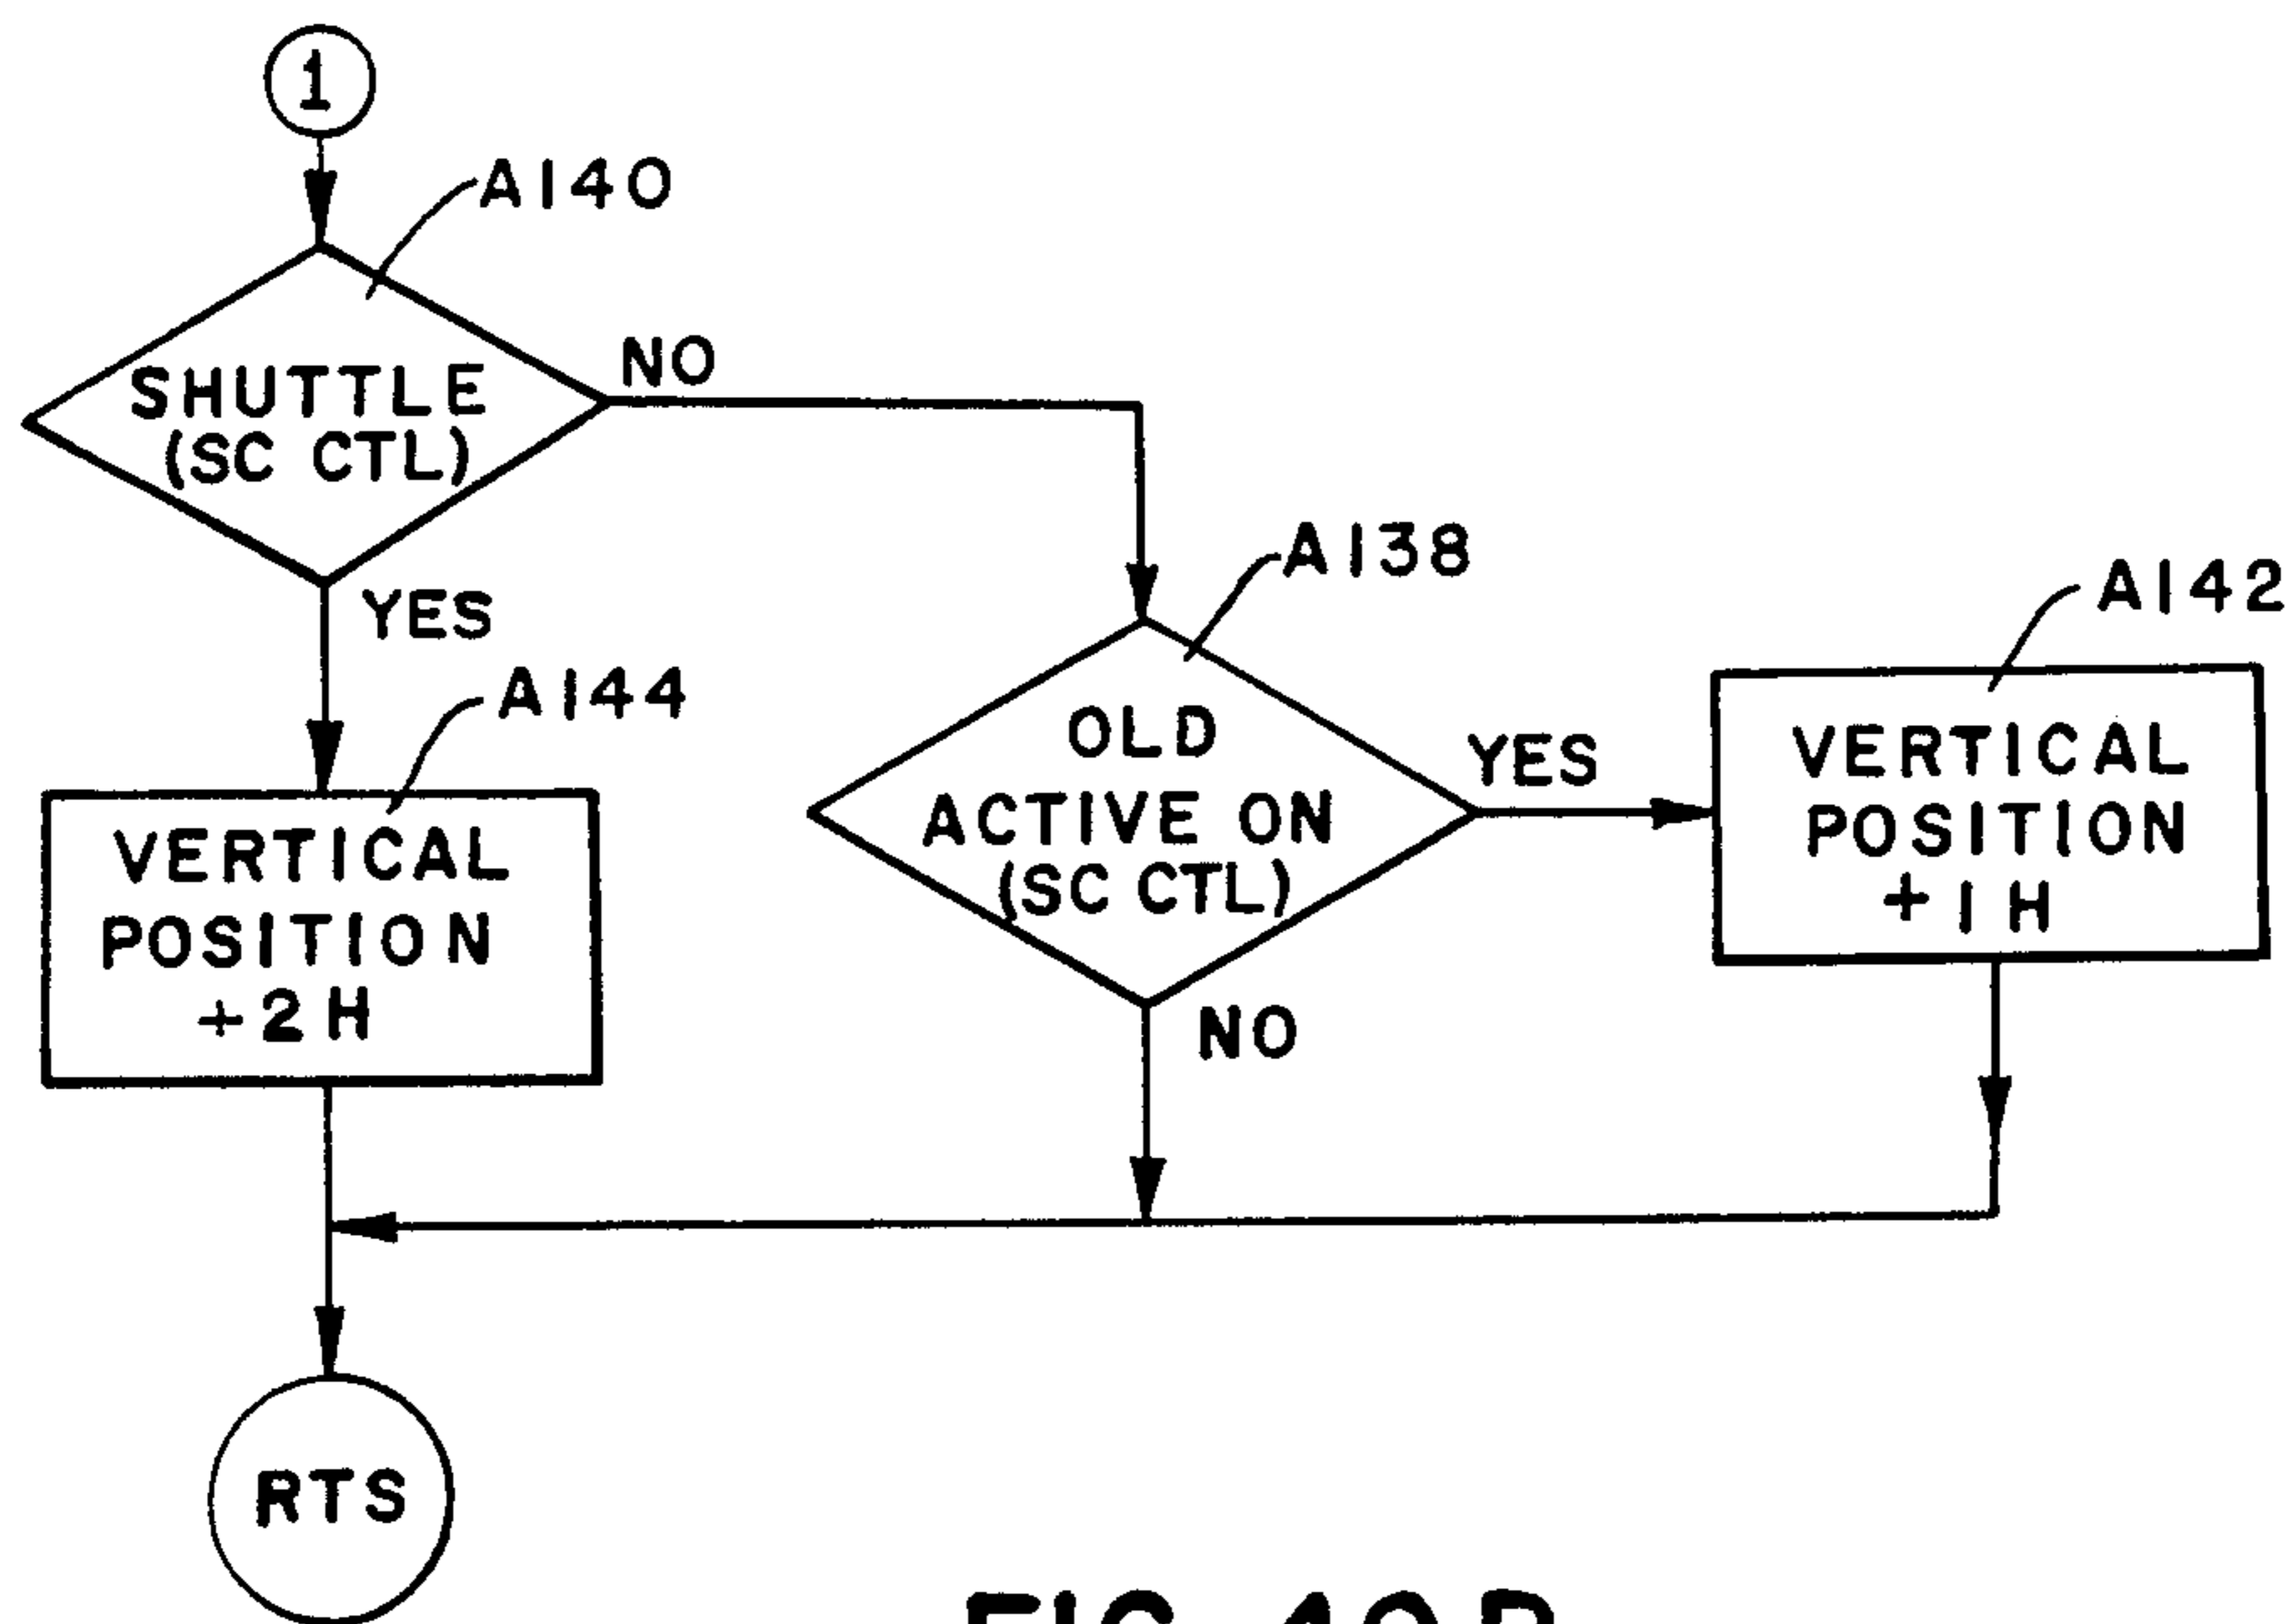 1
A140
SHUTTLE
(SC CTL)
NO
YES
A138
A142
A144
OLD
ACTIVE ON
(SC CTL)
YES
VERTICAL
POSITION
+1H
VERTICAL
POSITION
+2H
NO
RTS